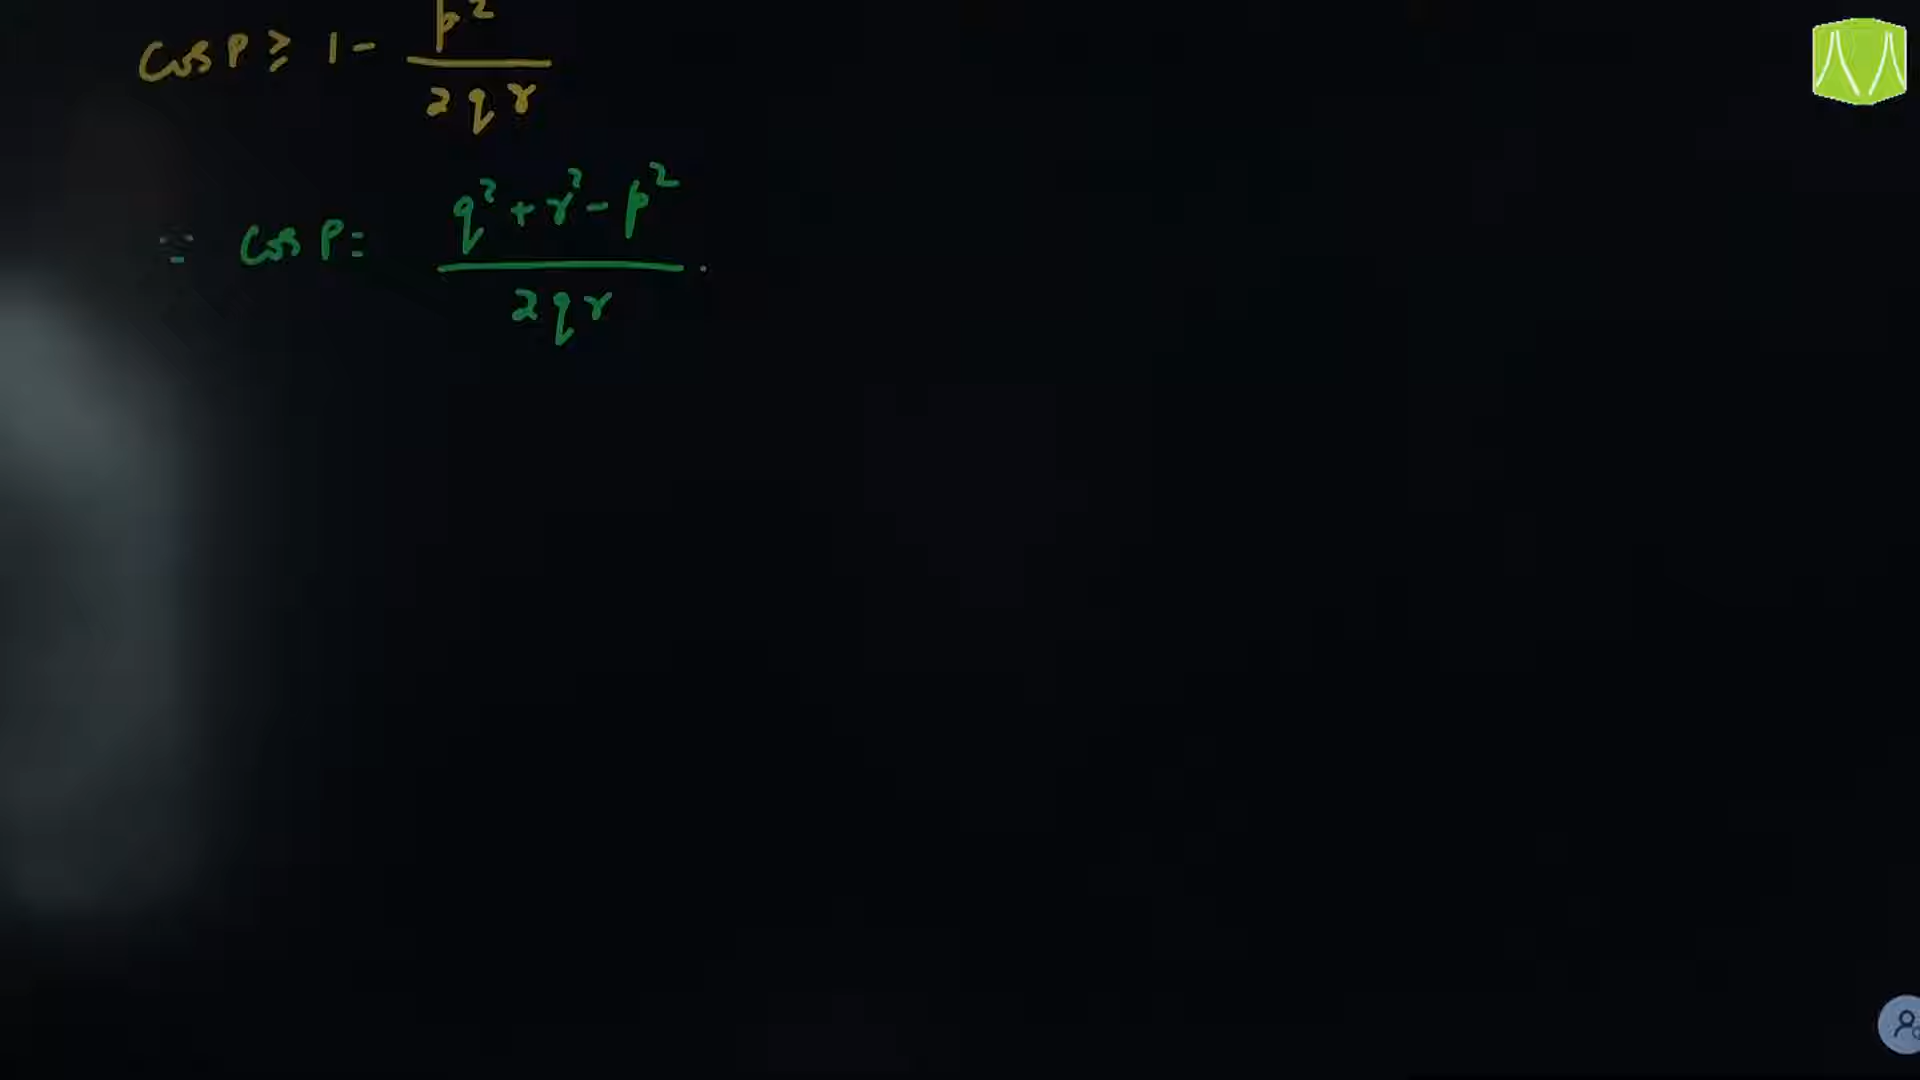 cos P ≥ 1 - p² / 2qr
= cos P = q² + r² - p² / 2qr .